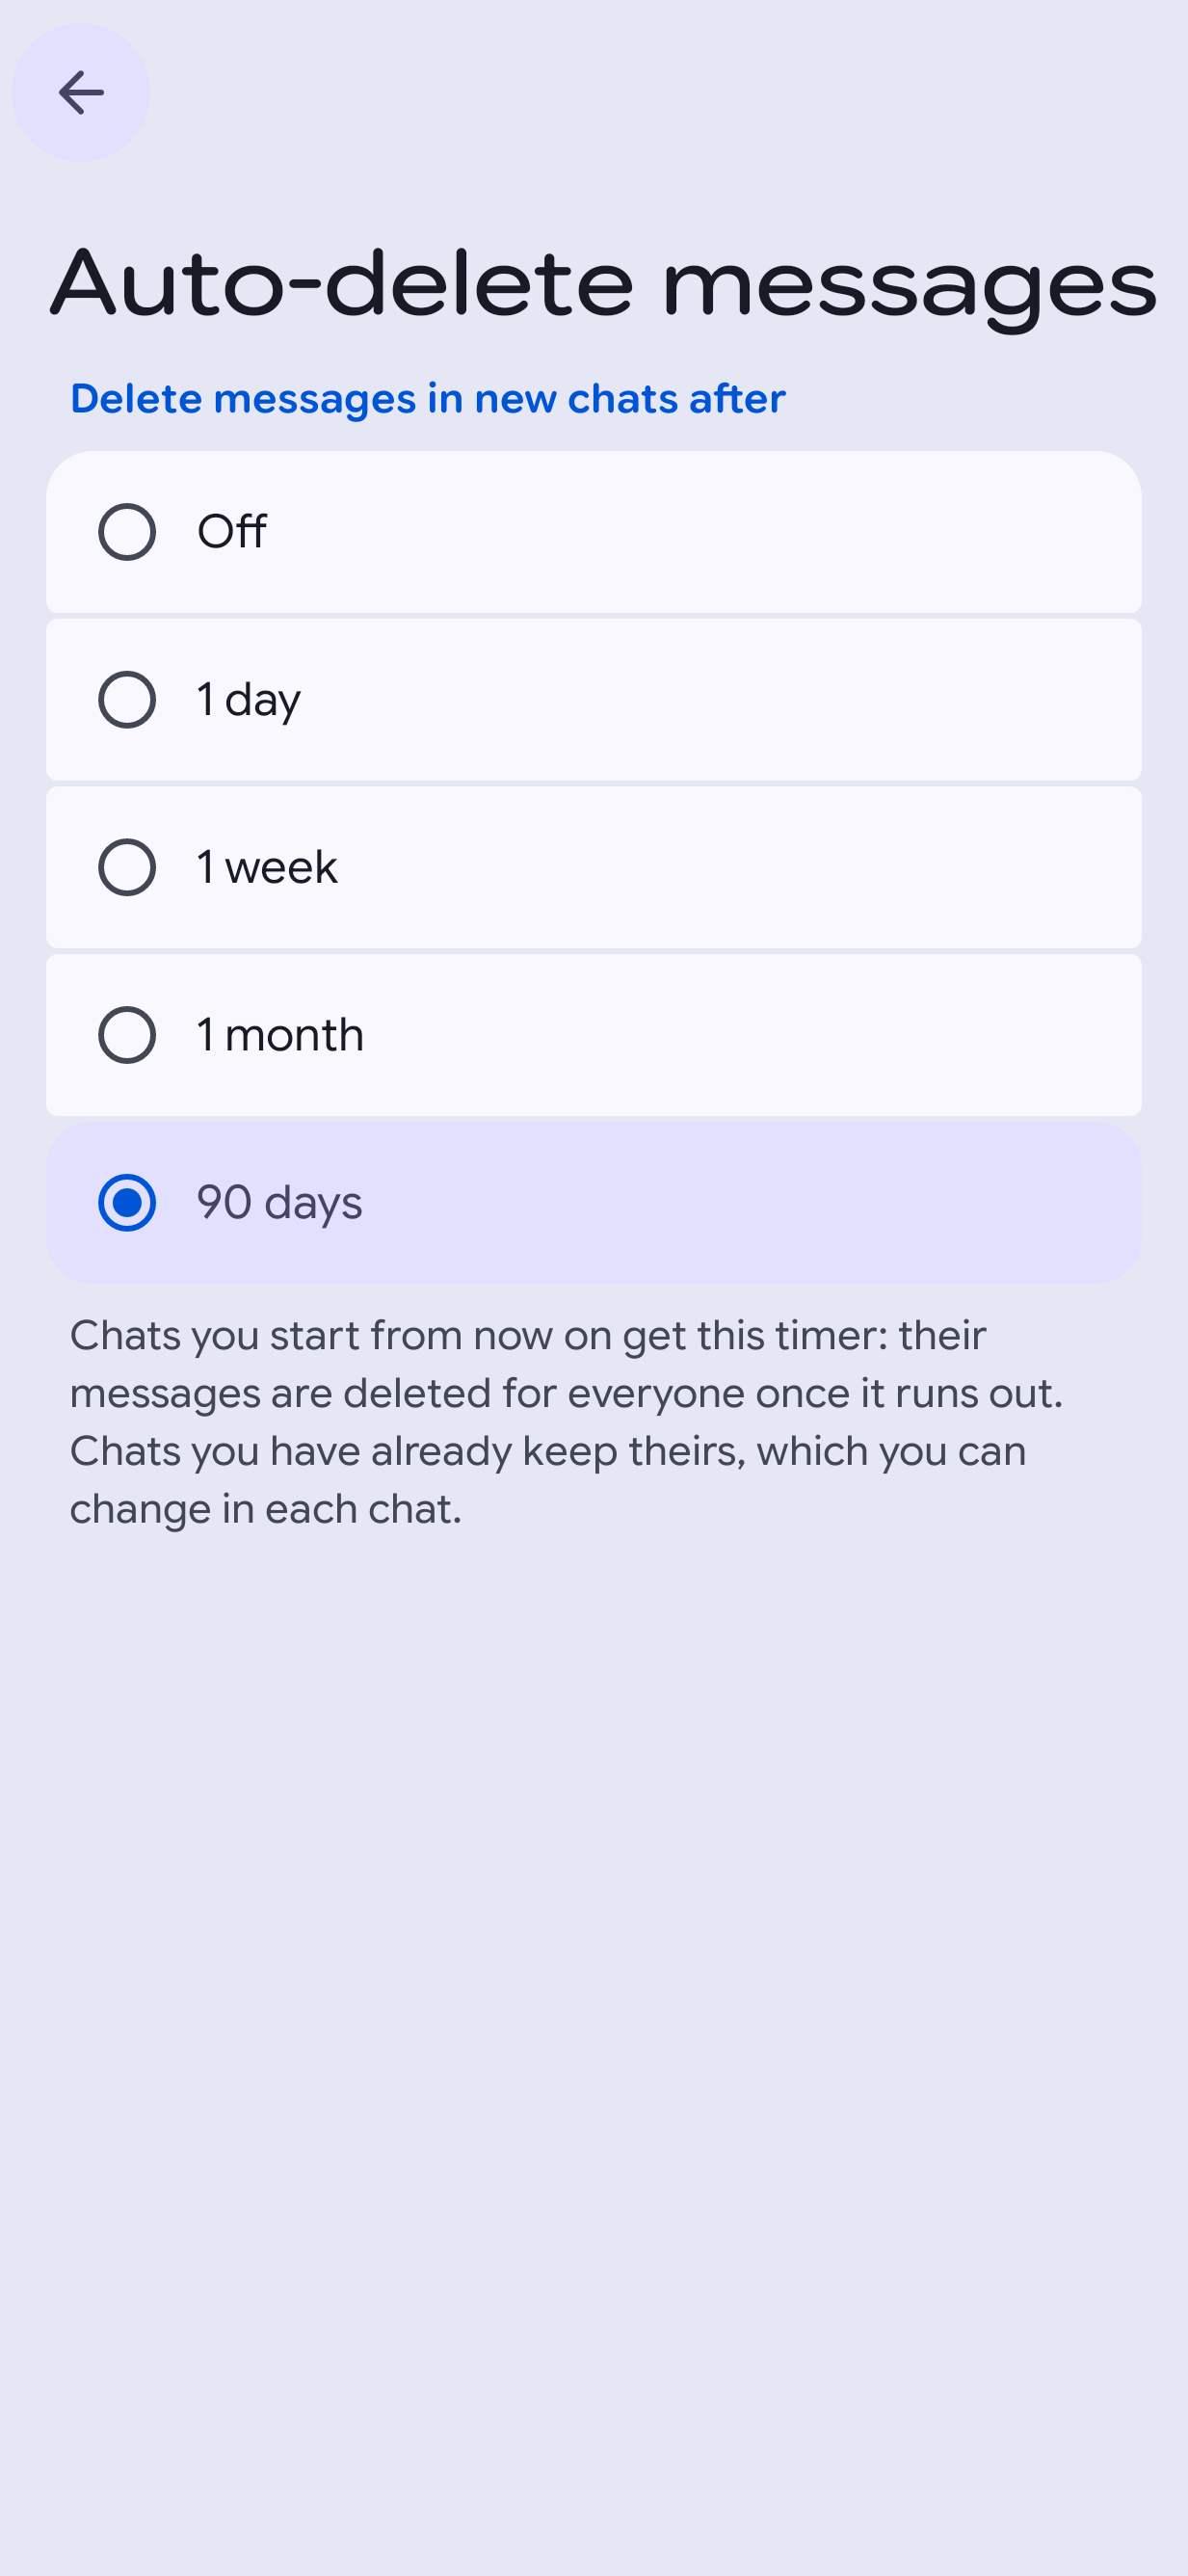 Auto-delete messages
Delete messages in new chats after
Off
1 day
1 week
1 month
90 days
Chats you start from now on get this timer: their
messages are deleted for everyone once it runs out.
Chats you have already keep theirs, which you can
change in each chat.